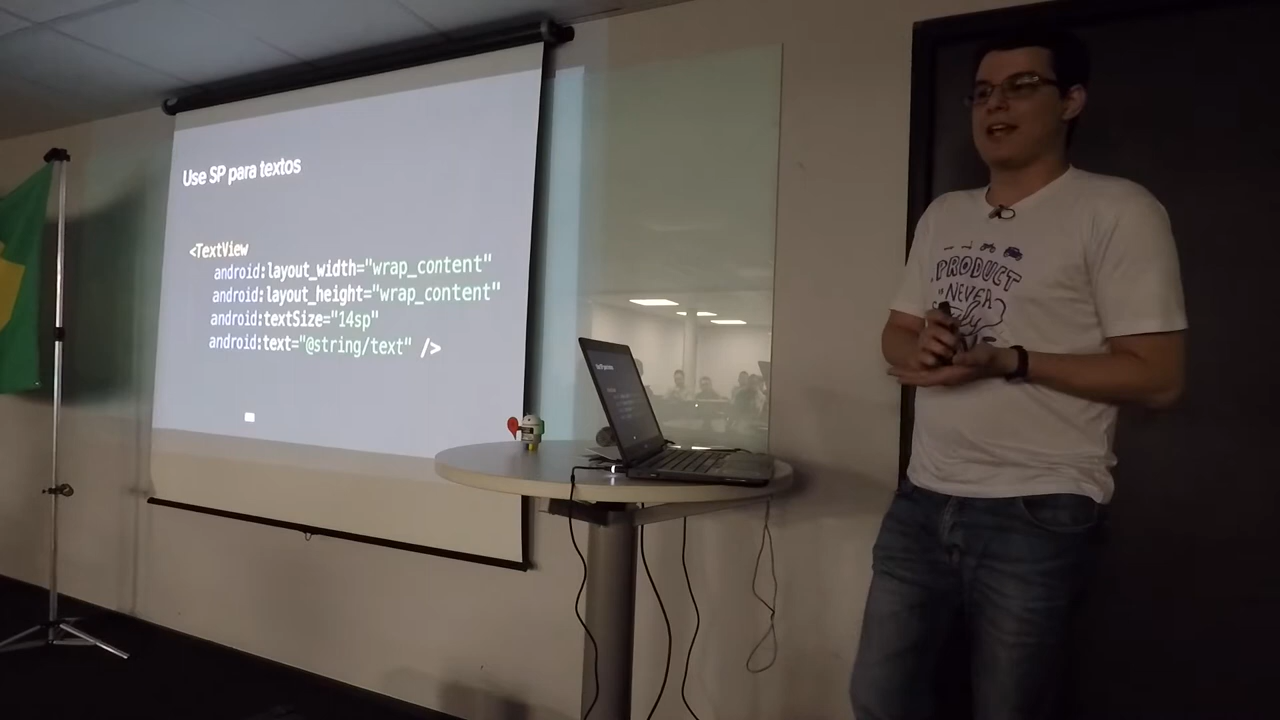 Use SP para textos
<TextView
android:layout_width="wrap_content"
android:layout_height="wrap_content"
android:textSize="14sp"
android:text="@string/text" />
PRODUCT
NEVER